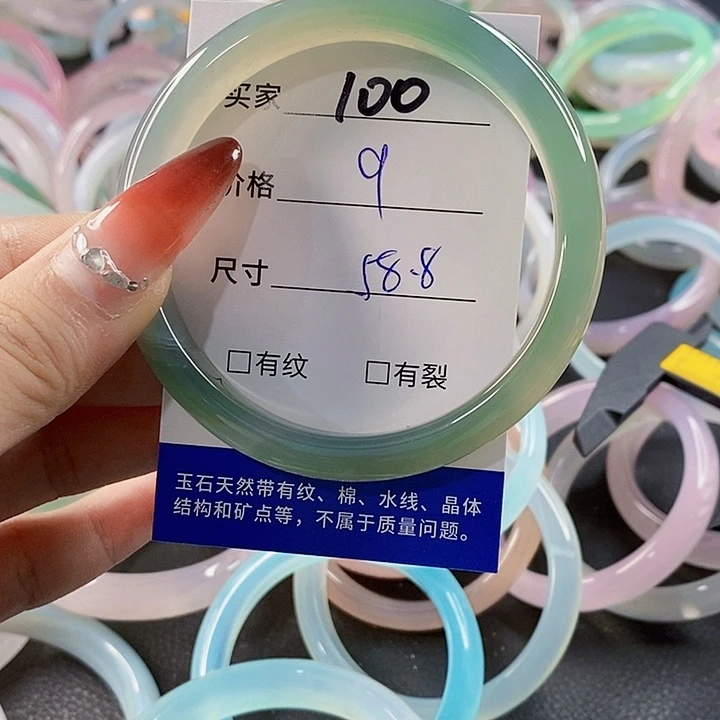 买家 100
价格 9
尺寸 58.8
□有纹 □有裂
玉石天然带有纹、棉、水线、晶体
结构和矿点等，不属于质量问题。